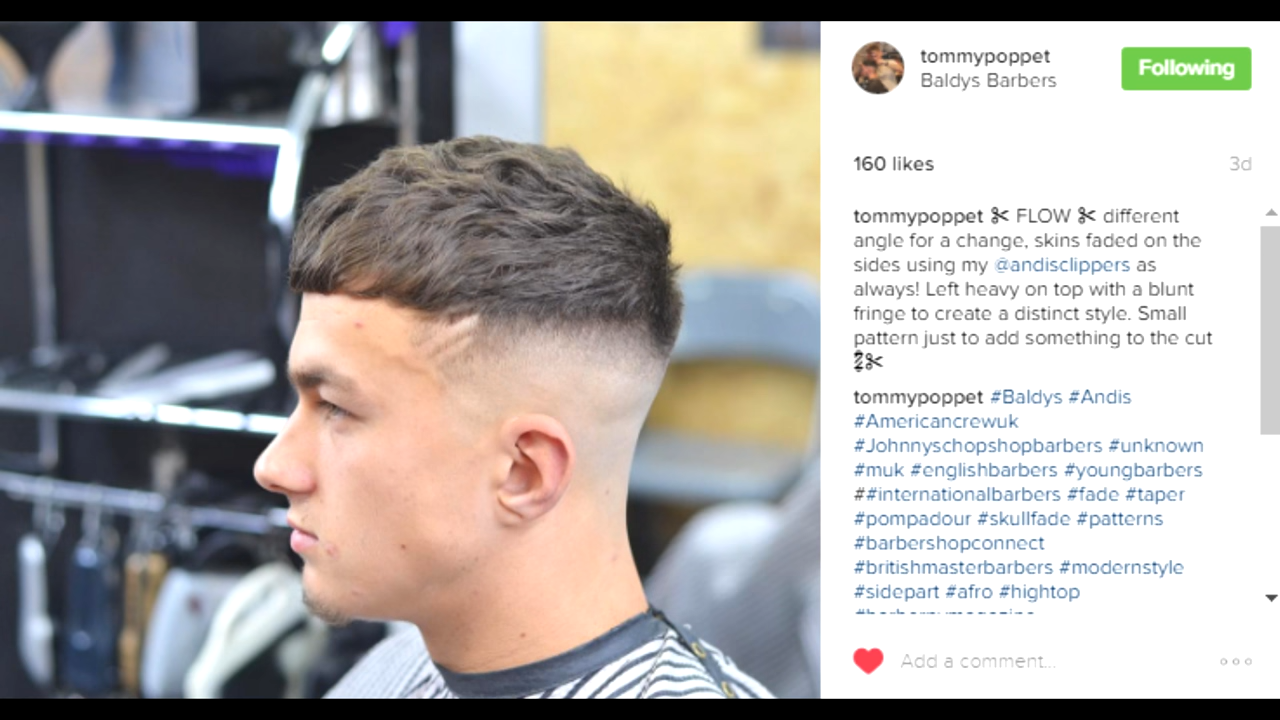 tommypoppet
Baldys Barbers
Following
160 likes
3d
tommypoppet ✂ FLOW ✂ different
angle for a change, skins faded on the
sides using my @andisclippers as
always! Left heavy on top with a blunt
fringe to create a distinct style. Small
pattern just to add something to the cut
✂
tommypoppet #Baldys #Andis
#Americancrewuk
#Johnnyschopshopbarbers #unknown
#muk #englishbarbers #youngbarbers
##internationalbarbers #fade #taper
#pompadour #skullfade #patterns
#barbershopconnect
#britishmasterbarbers #modernstyle
#sidepart #afro #hightop
Add a comment...